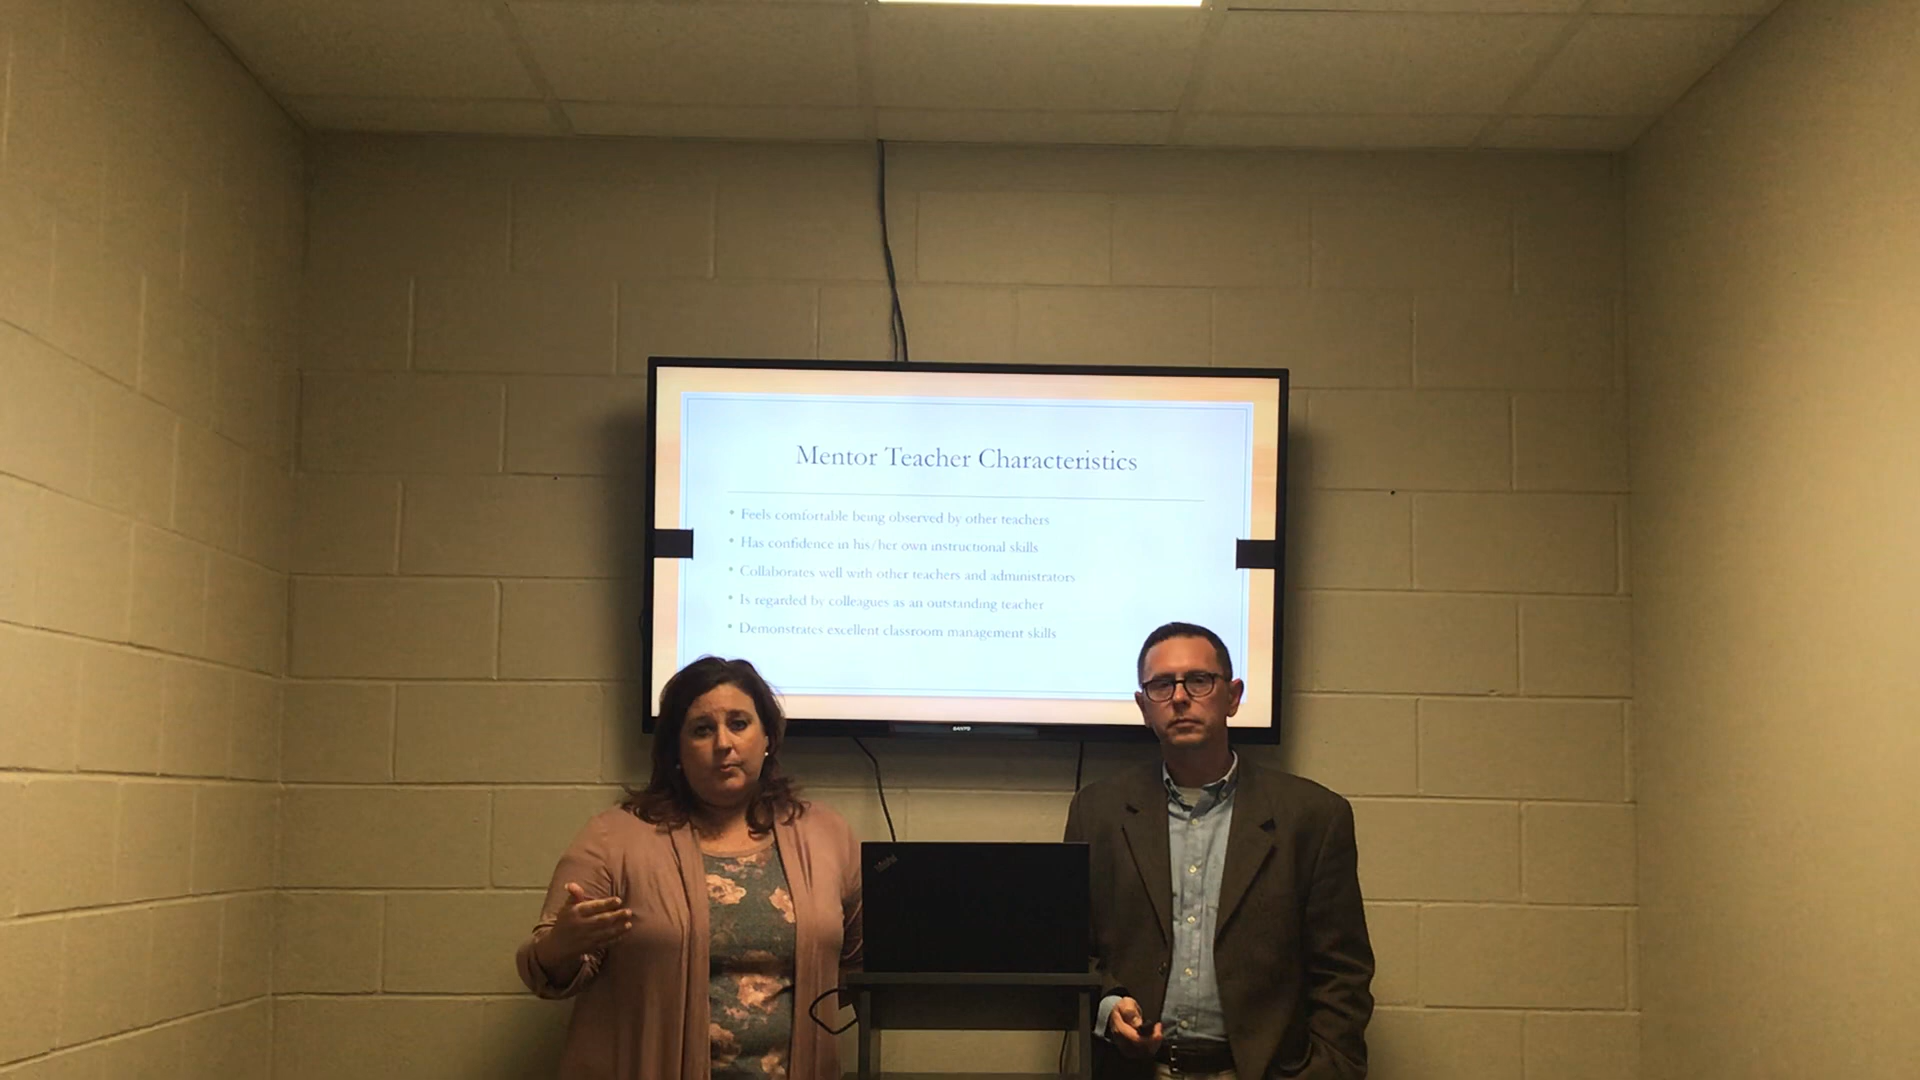 Mentor Teacher Characteristics
• Feels comfortable being observed by other teachers
• Has confidence in his/her own instructional skills
• Collaborates well with other teachers and administrators
• Is regarded by colleagues as an outstanding teacher
• Demonstrates excellent classroom management skills
SANYO